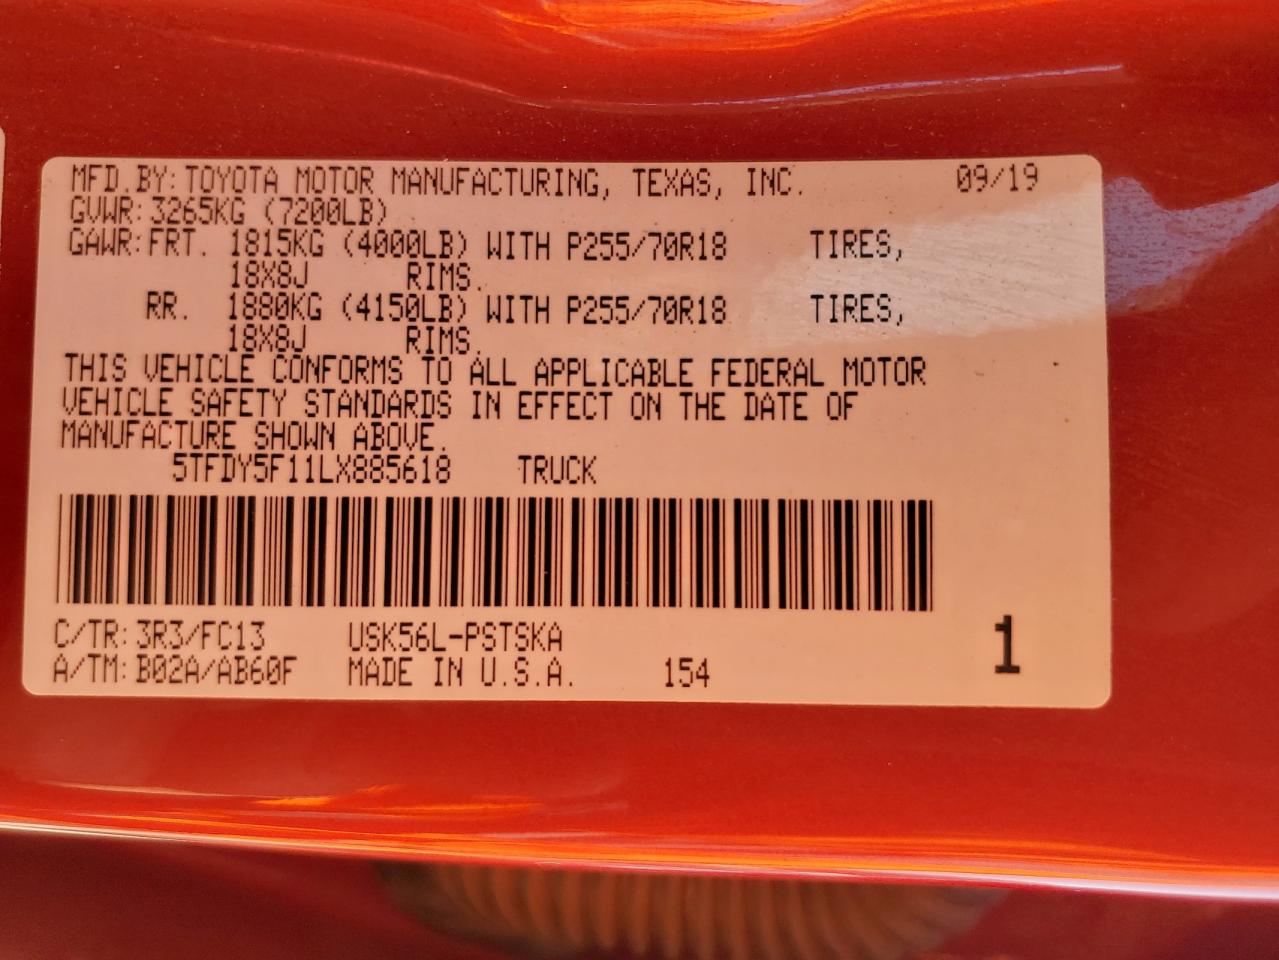 MFD.BY:TOYOTA MOTOR MANUFACTURING, TEXAS, INC. 09/19
GVWR:3265KG (7200LB)
GAWR:FRT. 1815KG (4000LB) WITH P255/70R18 TIRES,
18X8J RIMS.
RR. 1880KG (4150LB) WITH P255/70R18 TIRES,
18X8J RIMS.
THIS VEHICLE CONFORMS TO ALL APPLICABLE FEDERAL MOTOR
VEHICLE SAFETY STANDARDS IN EFFECT ON THE DATE OF
MANUFACTURE SHOWN ABOVE.
5TFDY5F11LX885618 TRUCK
C/TR:3R3/FC13 USK56L-PSTSKA
A/TM:B02A/AB60F MADE IN U.S.A. 154
1